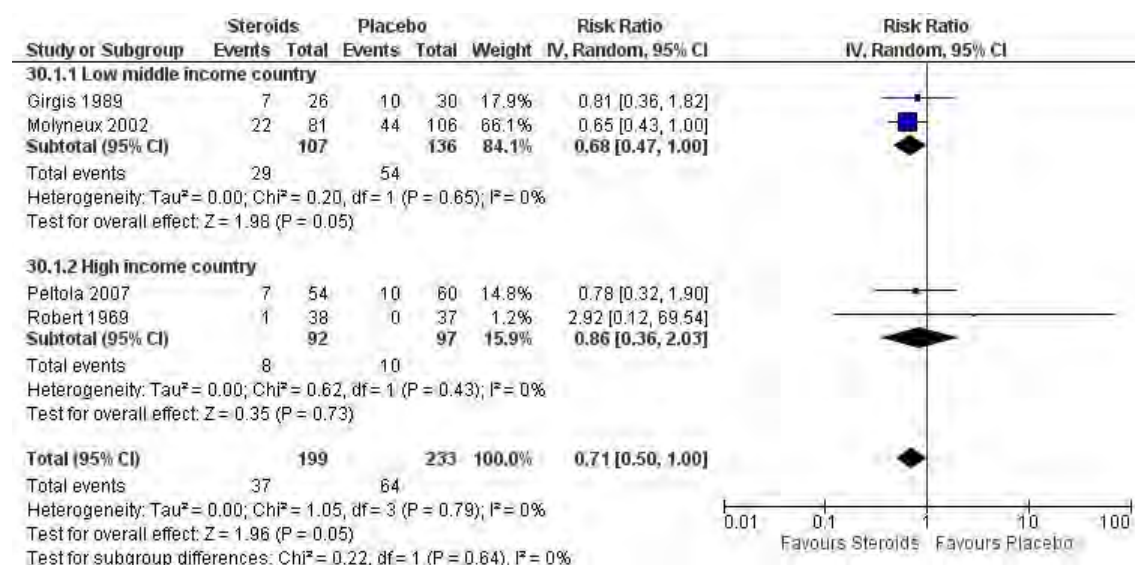 Steroids Placebo Risk Ratio Risk Ratio
Study or Subgroup Events Total Events Total Weight IV, Random, 95% CI IV, Random, 95% CI
30.1.1 Low middle income country
Girgis 1989 7 26 10 30 17.9% 0.81 [0.36, 1.82]
Molyneux 2002 22 81 44 106 66.1% 0.65 [0.43, 1.00]
Subtotal (95% CI) 107 136 84.1% 0.68 [0.47, 1.00]
Total events 29 54
Heterogeneity: Tau² = 0.00; Chi² = 0.20, df = 1 (P = 0.65); I² = 0%
Test for overall effect: Z = 1.98 (P = 0.05)
30.1.2 High income country
Peltola 2007 7 54 10 60 14.8% 0.78 [0.32, 1.90]
Robert 1969 1 38 0 37 1.2% 2.92 [0.12, 69.54]
Subtotal (95% CI) 92 97 15.9% 0.86 [0.36, 2.03]
Total events 8 10
Heterogeneity: Tau² = 0.00; Chi² = 0.62, df = 1 (P = 0.43); I² = 0%
Test for overall effect: Z = 0.35 (P = 0.73)
Total (95% CI) 199 233 100.0% 0.71 [0.50, 1.00]
Total events 37 64
Heterogeneity: Tau² = 0.00; Chi² = 1.05, df = 3 (P = 0.79); I² = 0%
Test for overall effect: Z = 1.96 (P = 0.05)
Test for subgroup differences: Chi² = 0.22, df = 1 (P = 0.64), I² = 0%
0.01 0.1 1 10 100
Favours Steroids Favours Placebo